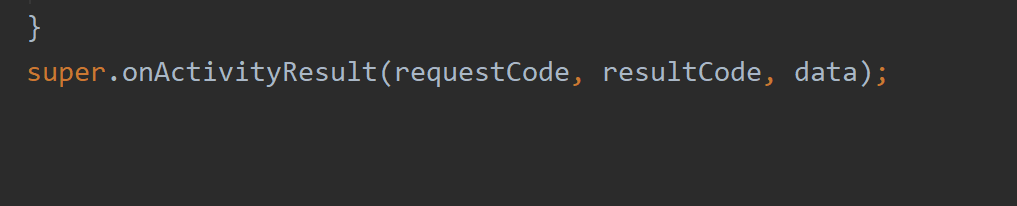 }
super.onActivityResult(requestCode, resultCode, data);